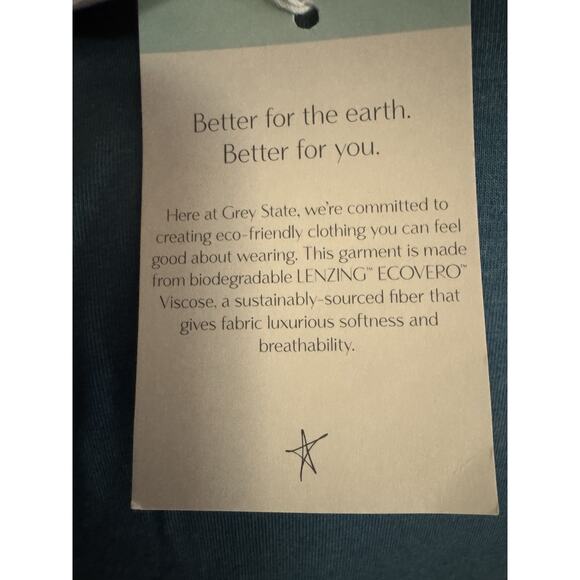 Better for the earth.
Better for you.
Here at Grey State, we're committed to
creating eco-friendly clothing you can feel
good about wearing. This garment is made
from biodegradable LENZING™ ECOVERO™
Viscose, a sustainably-sourced fiber that
gives fabric luxurious softness and
breathability.